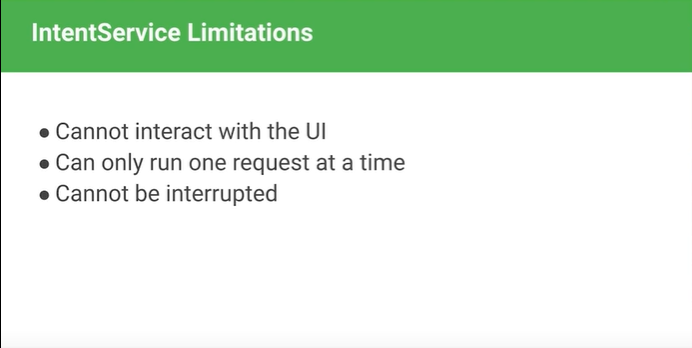 IntentService Limitations
● Cannot interact with the UI
● Can only run one request at a time
● Cannot be interrupted